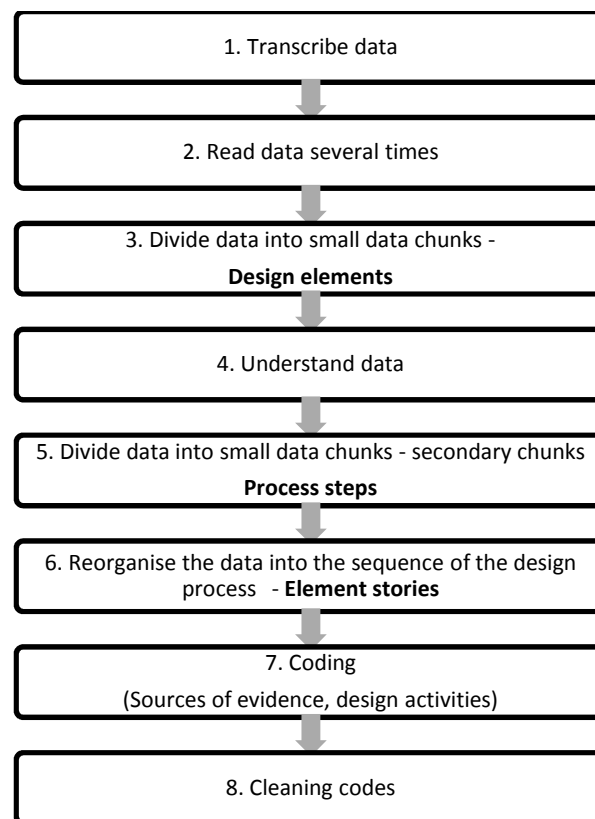 1. Transcribe data
2. Read data several times
3. Divide data into small data chunks -
Design elements
4. Understand data
5. Divide data into small data chunks - secondary chunks
Process steps
6. Reorganise the data into the sequence of the design
process - Element stories
7. Coding
(Sources of evidence, design activities)
8. Cleaning codes